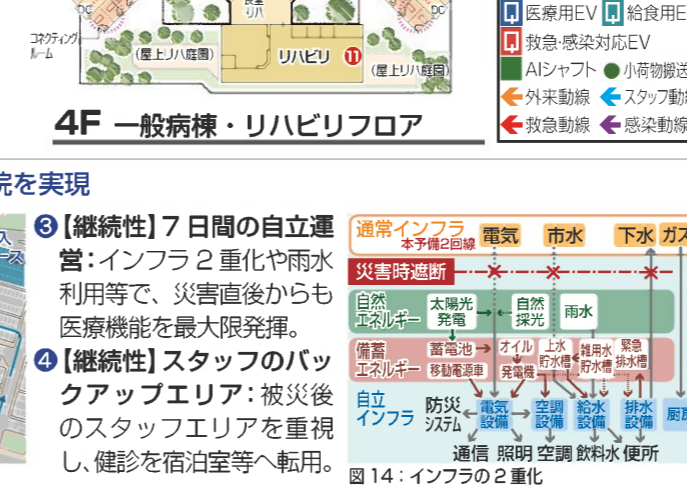 DC
コネクティング
ルーム
(屋上リハ庭園)
リハ
リハビリ 11
(屋上リハ庭園)
DC
4F 一般病棟・リハビリフロア
医療用EV 給食用E
救急・感染対応EV
AIシャフト ●小荷物搬送
外来動線 スタッフ動線
救急動線 感染動線
院を実現
❸【継続性】7日間の自立運
営:インフラ2重化や雨水
利用等で、災害直後からも
医療機能を最大限発揮。
❹【継続性】スタッフのバッ
クアップエリア:被災後
のスタッフエリアを重視
し、健診を宿泊室等へ転用。
通常インフラ
本予備2回線
電気 市水 下水 ガス
災害時遮断
自然
エネルギー
太陽光
発電
自然
採光
雨水
備蓄
エネルギー
蓄電池
移動電源車
オイル
発電機
上水
貯水槽
雑用水
貯水槽
緊急
排水槽
自立
インフラ
防災
システム
電気
設備
空調
設備
給水
設備
排水
設備
厨房
通信 照明 空調 飲料水 便所
図14:インフラの2重化